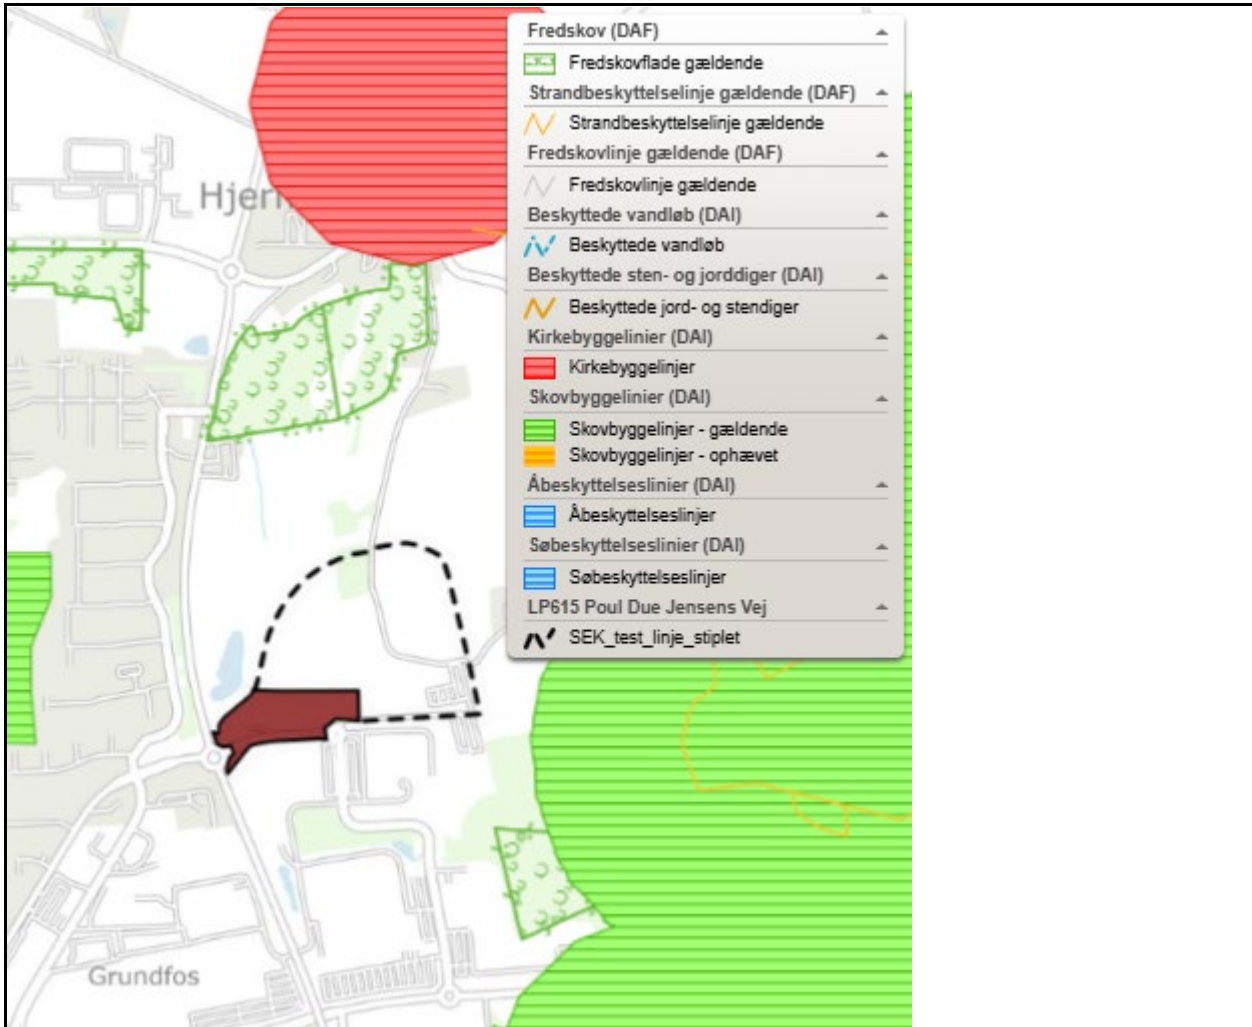 Fredskov (DAF)
Fredskovflade gældende
Strandbeskyttelselinje gældende (DAF)
Strandbeskyttelselinje gældende
Fredskovlinje gældende (DAF)
Fredskovlinje gældende
Beskyttede vandløb (DAI)
Beskyttede vandløb
Beskyttede sten- og jorddiger (DAI)
Beskyttede jord- og stendiger
Kirkebyggelinier (DAI)
Kirkebyggelinjer
Skovbyggelinier (DAI)
Skovbyggelinjer - gældende
Skovbyggelinjer - ophævet
Åbeskyttelseslinier (DAI)
Åbeskyttelseslinjer
Søbeskyttelseslinier (DAI)
Søbeskyttelseslinjer
LP615 Poul Due Jensens Vej
SEK_test_linje_stiplet
Grundfos